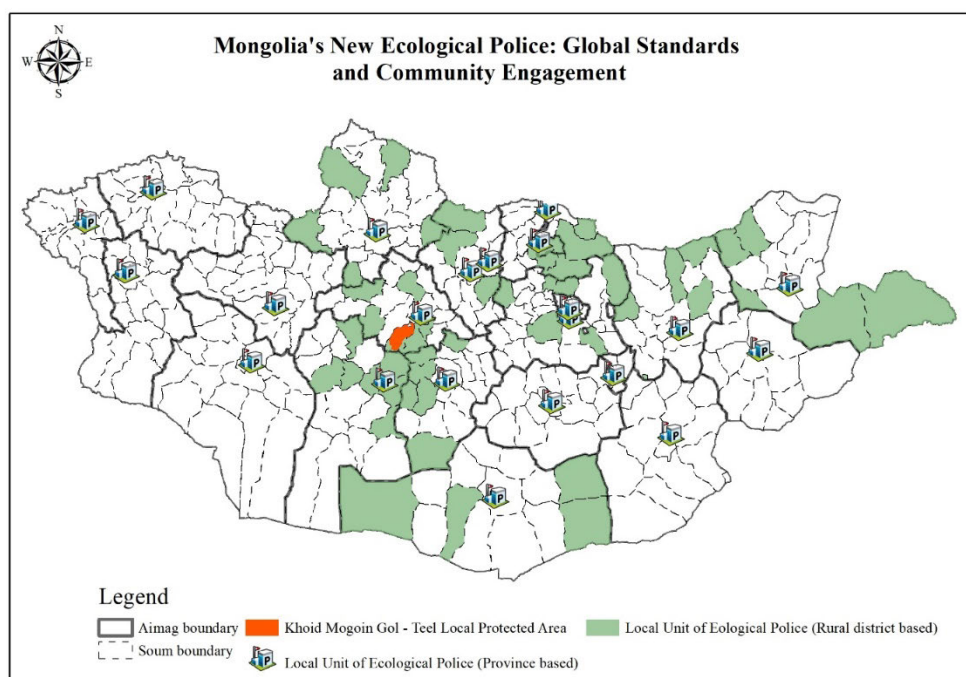 N
W E
S
Mongolia's New Ecological Police: Global Standards
and Community Engagement
Legend
Aimag boundary
Khoid Mogoin Gol - Teel Local Protected Area
Local Unit of Eological Police (Rural district based)
Soum boundary
P
Local Unit of Ecological Police (Province based)